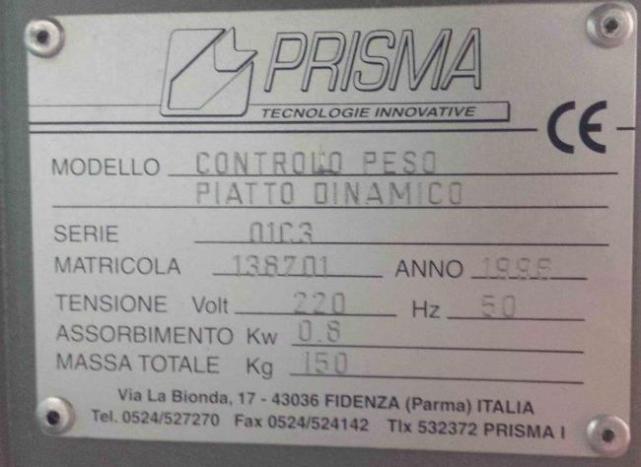 PRISMA
TECNOLOGIE INNOVATIVE
CE
MODELLO CONTROLLO PESO
PIATTO DINAMICO
SERIE 01C3
MATRICOLA 138701 ANNO
TENSIONE Volt 220 Hz 50
ASSORBIMENTO Kw 0.8
MASSA TOTALE Kg 150
Via La Bionda, 17 - 43036 FIDENZA (Parma) ITALIA
Tel. 0524/527270 Fax 0524/524142 Tlx 532372 PRISMA I